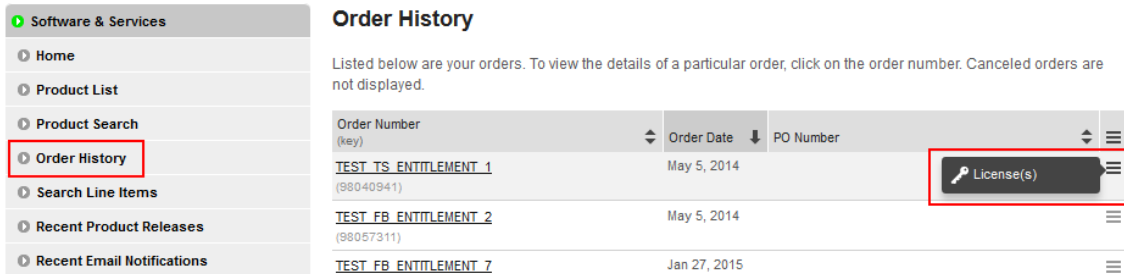 Software & Services
Home
Product List
Product Search
Order History
Search Line Items
Recent Product Releases
Recent Email Notifications
Order History
Listed below are your orders. To view the details of a particular order, click on the order number. Canceled orders are
not displayed.
Order Number
(key)
Order Date
PO Number
TEST_TS_ENTITLEMENT_1
(98040941)
May 5, 2014
License(s)
TEST_FB_ENTITLEMENT_2
(98057311)
May 5, 2014
TEST_FB_ENTITLEMENT_7
Jan 27, 2015